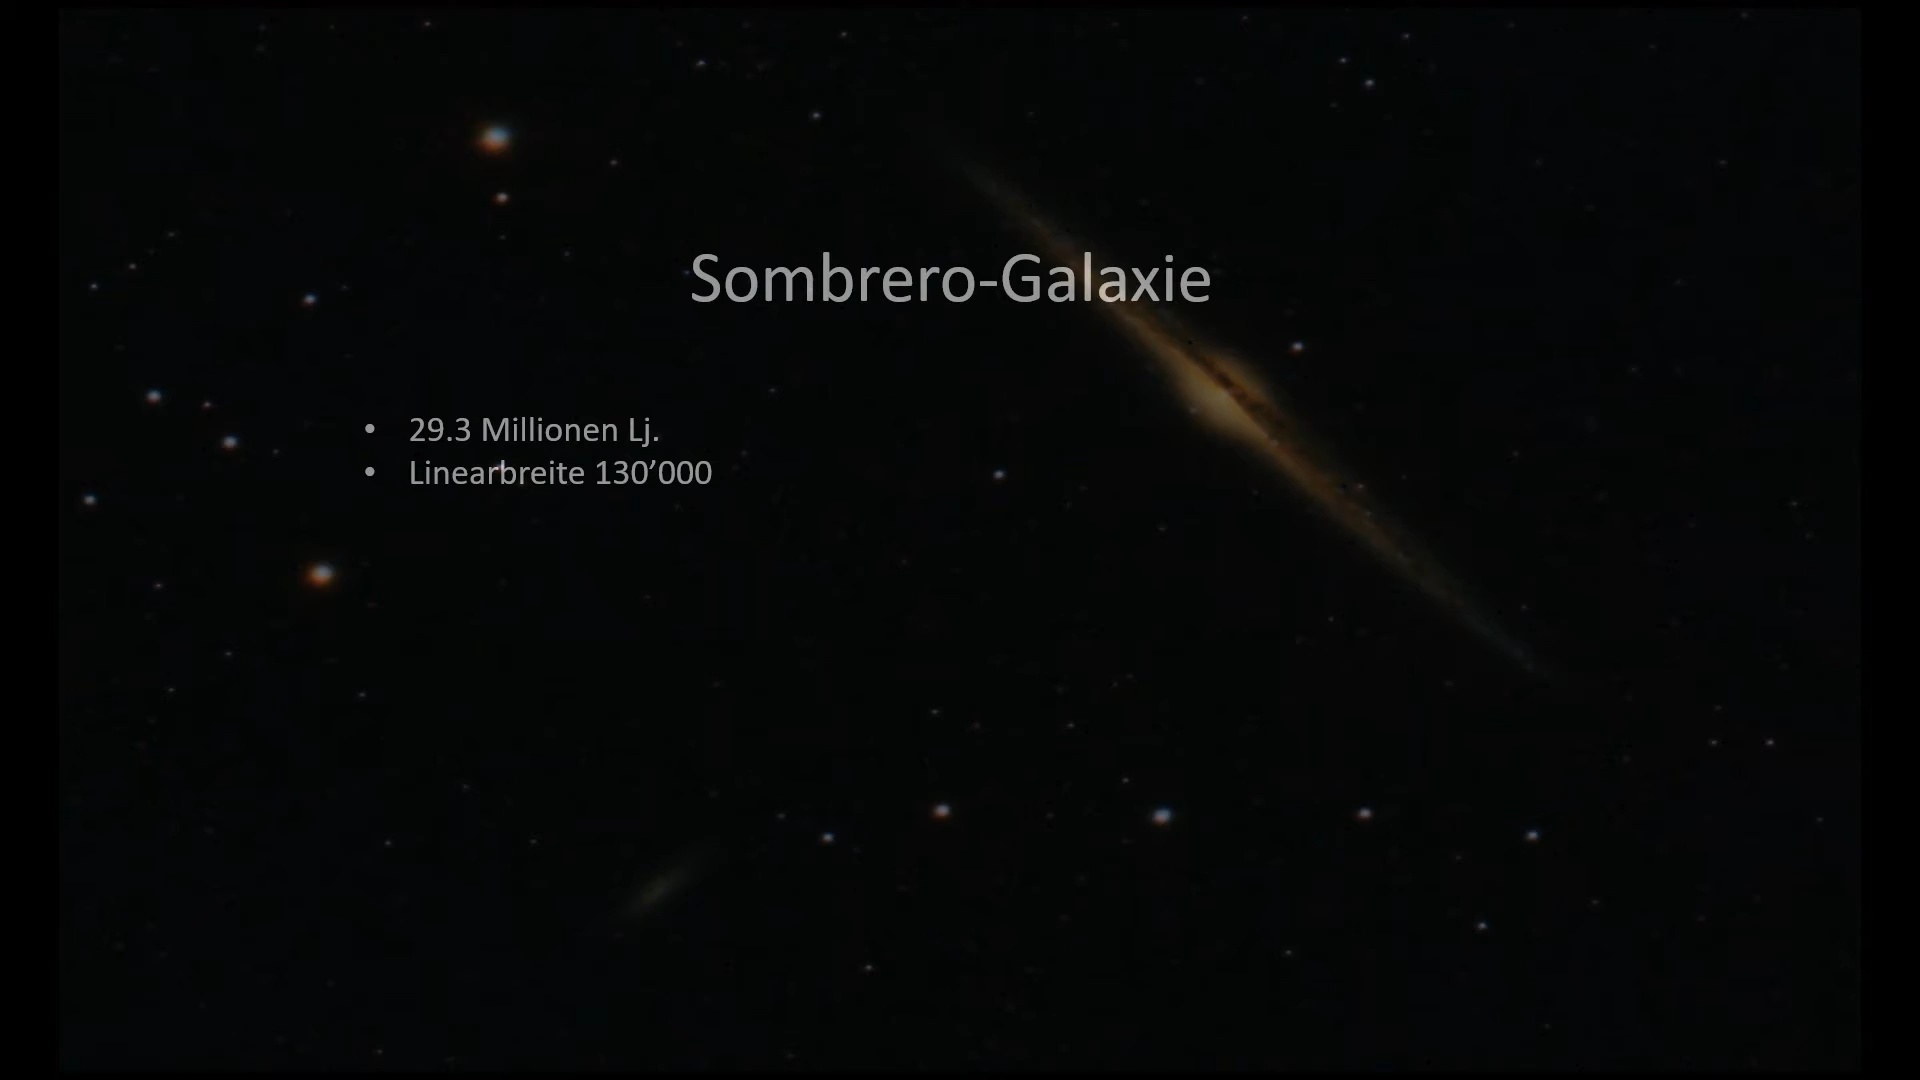 Sombrero-Galaxie
• 29.3 Millionen Lj.
• Linearbreite 130’000